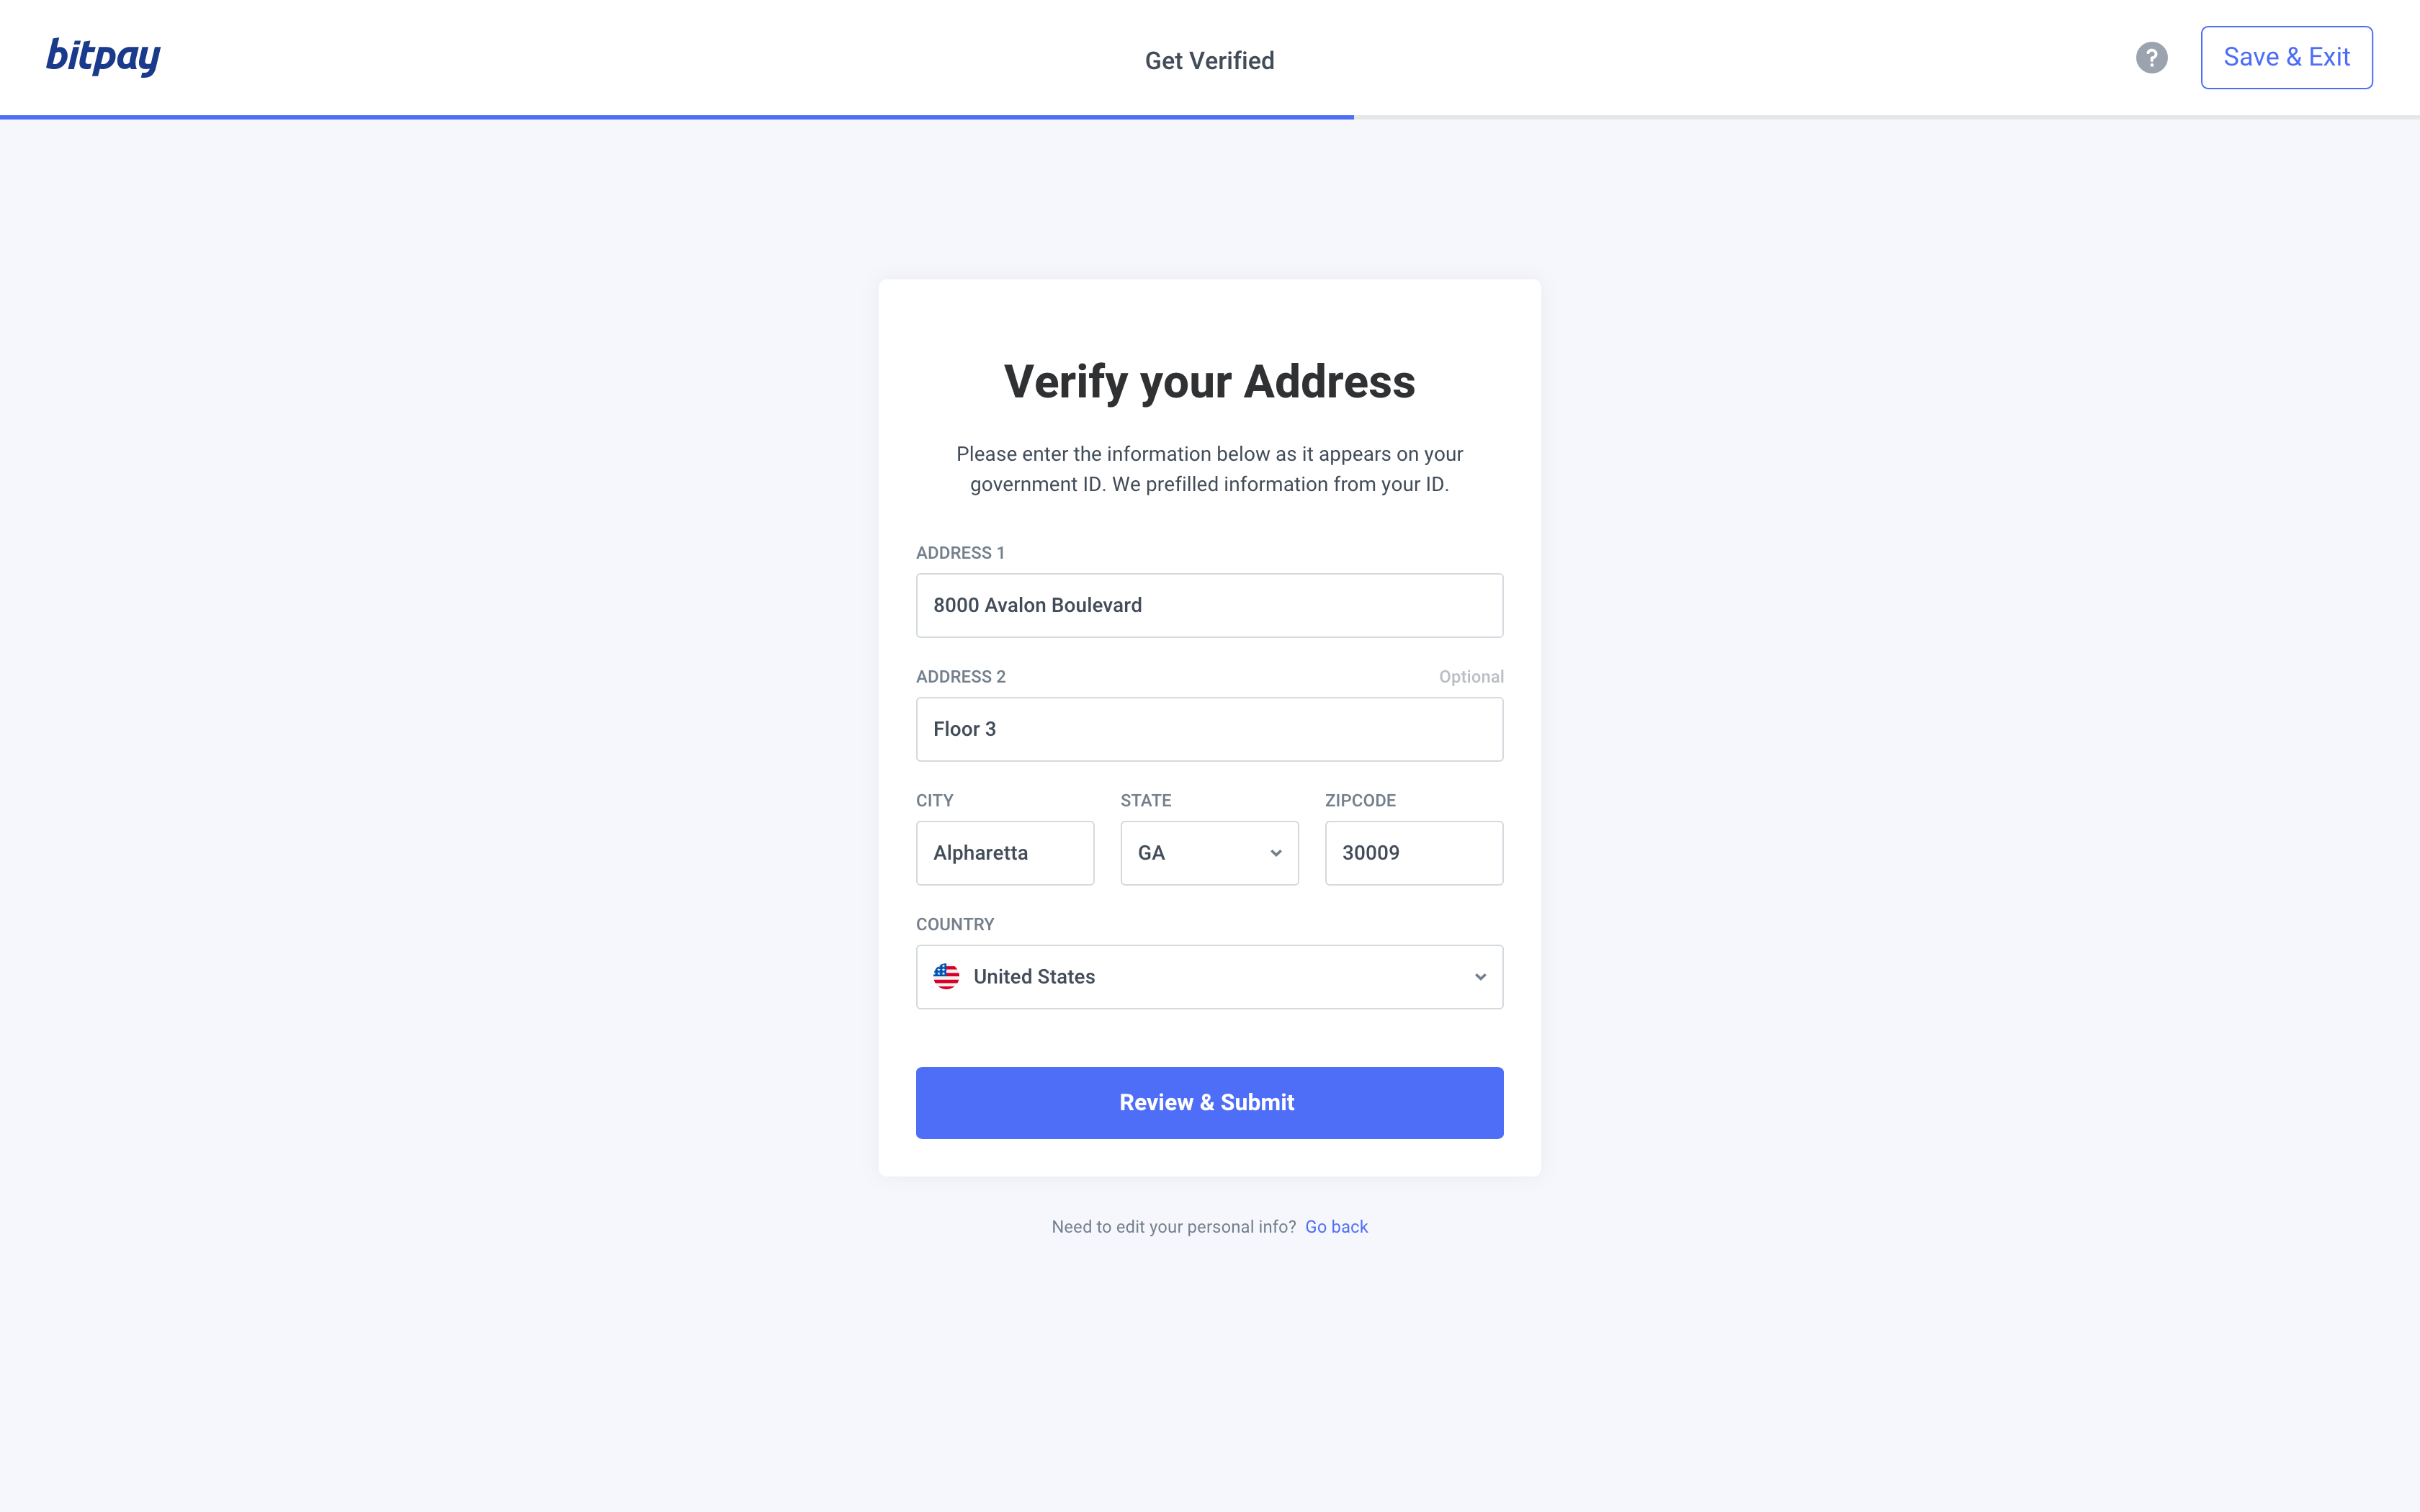 bitpay
Get Verified
?
Save & Exit
Verify your Address
Please enter the information below as it appears on your
government ID. We prefilled information from your ID.
ADDRESS 1
8000 Avalon Boulevard
ADDRESS 2 Optional
Floor 3
CITY STATE ZIPCODE
Alpharetta GA 30009
COUNTRY
United States
Review & Submit
Need to edit your personal info? Go back